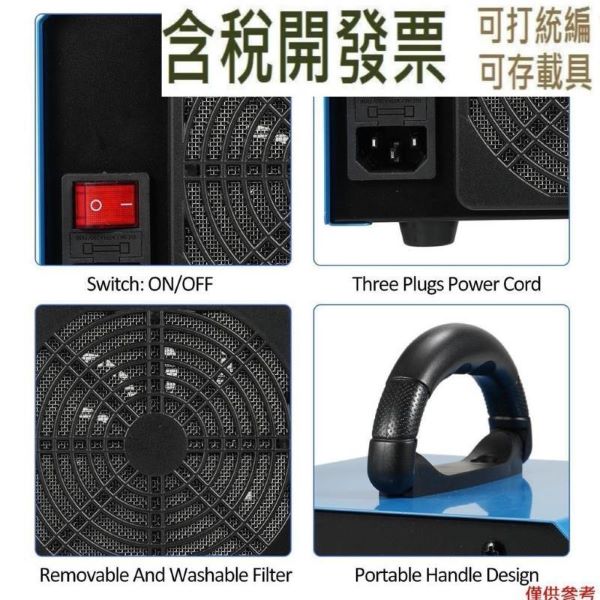 含稅開發票
可打統編
可存載具
Switch: ON/OFF
Three Plugs Power Cord
Removable And Washable Filter
Portable Handle Design
僅供參考